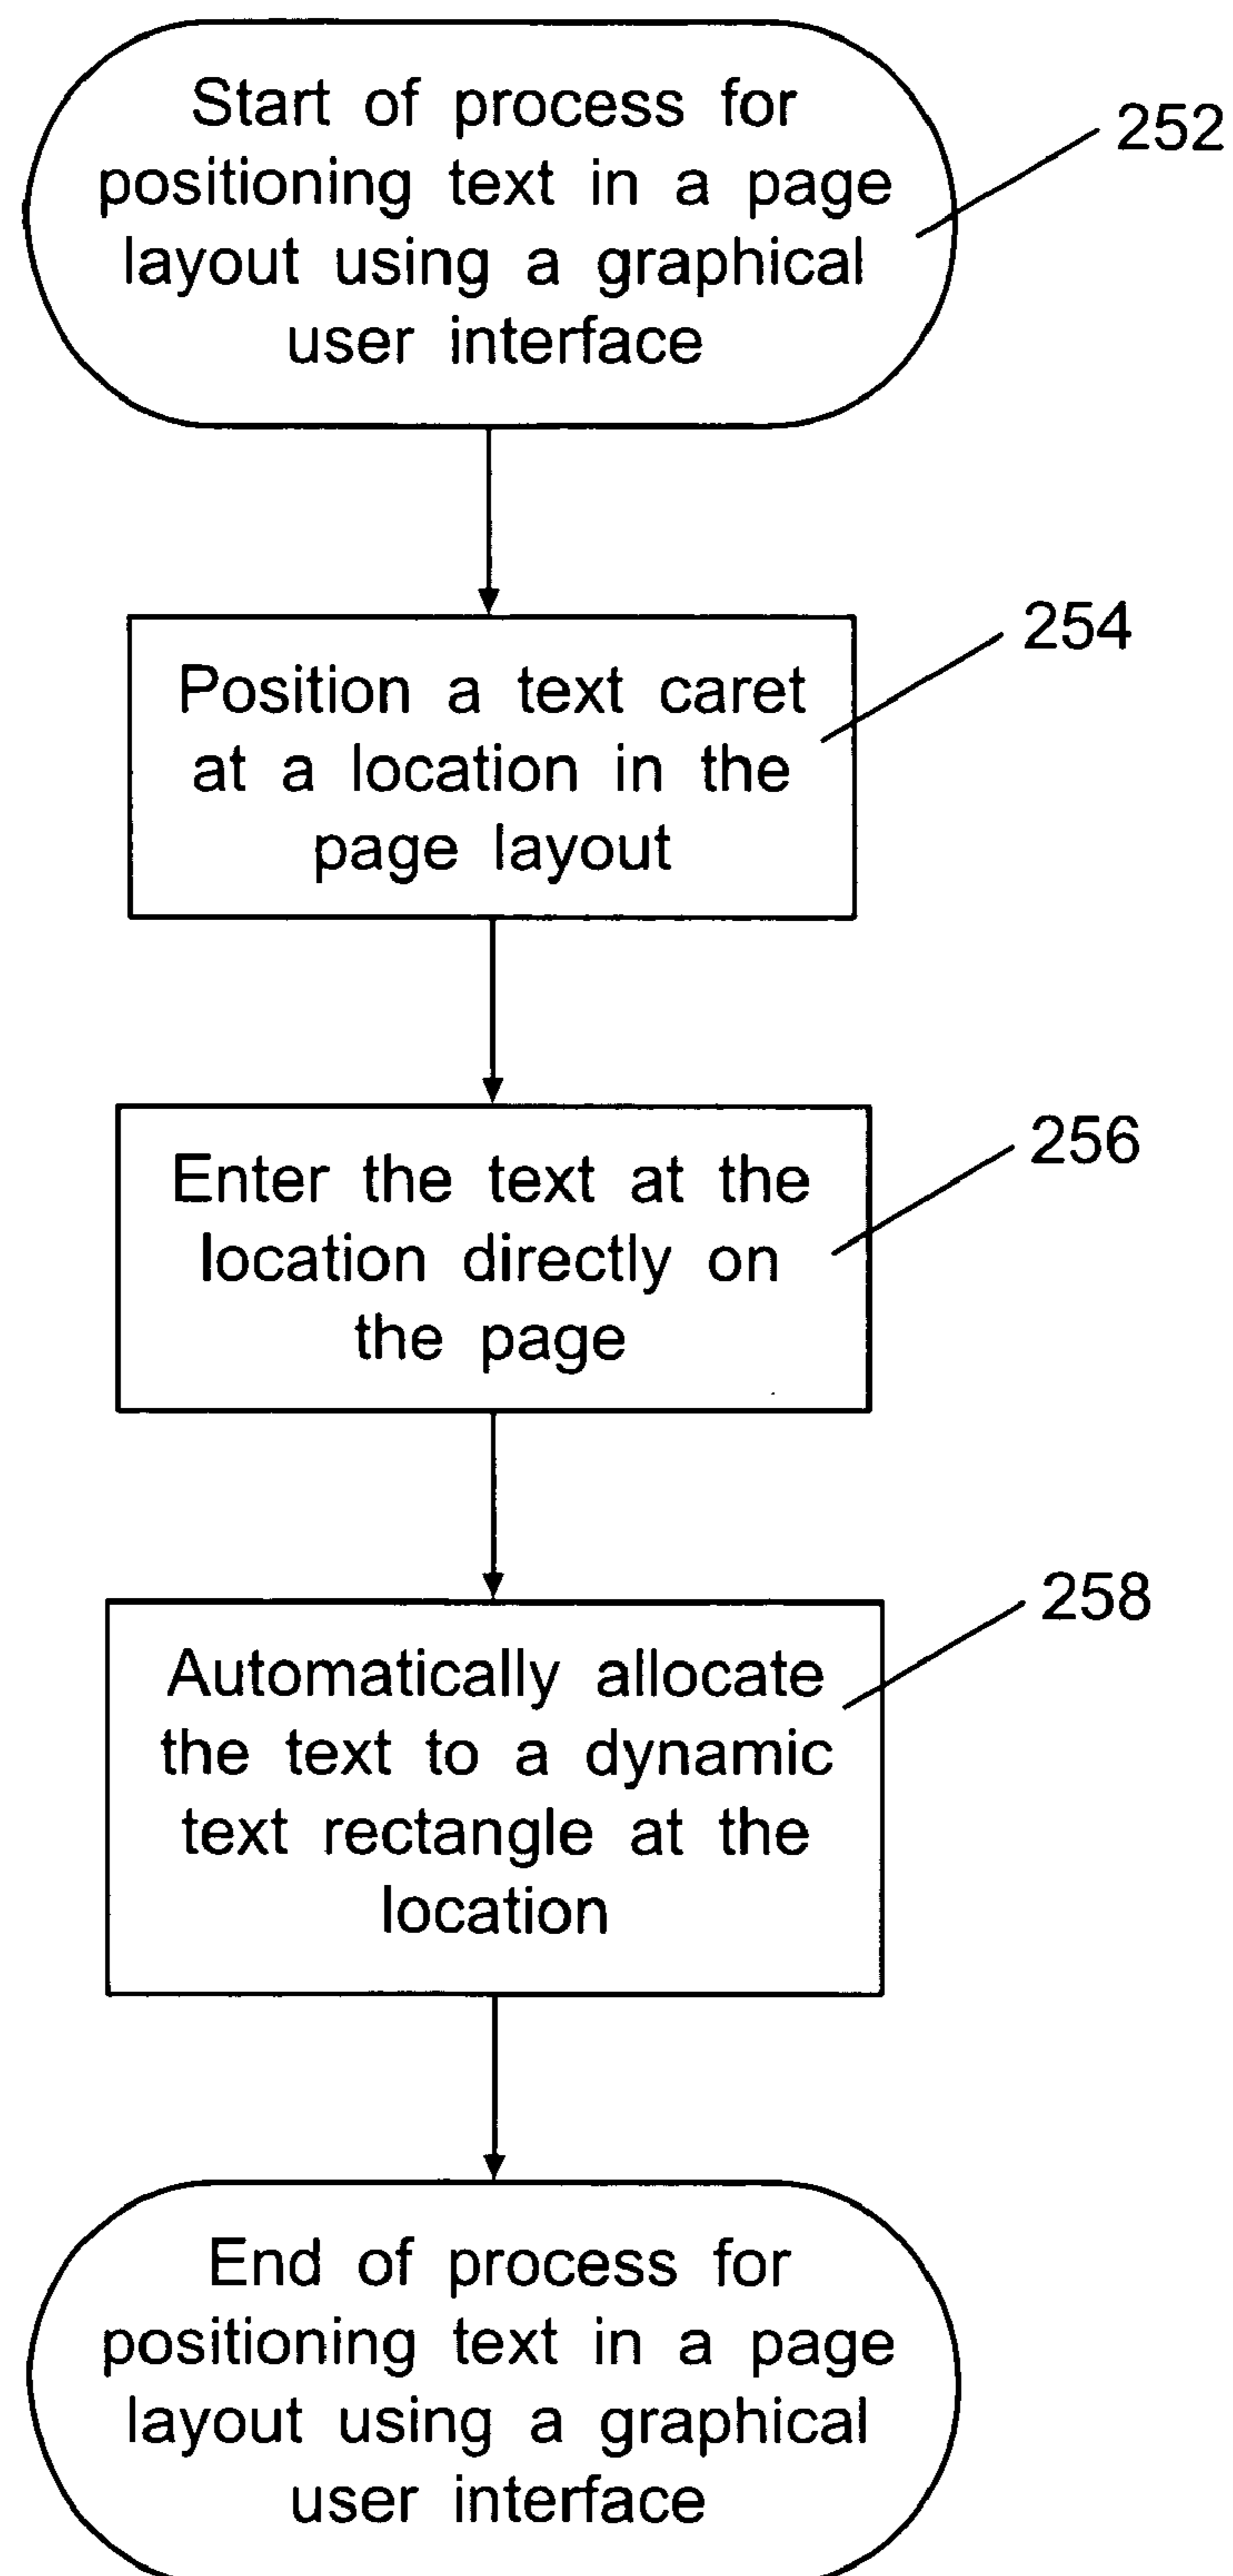 Start of process for
positioning text in a page
layout using a graphical
user interface
252
Position a text caret
at a location in the
page layout
254
Enter the text at the
location directly on
the page
256
Automatically allocate
the text to a dynamic
text rectangle at the
location
258
End of process for
positioning text in a page
layout using a graphical
user interface